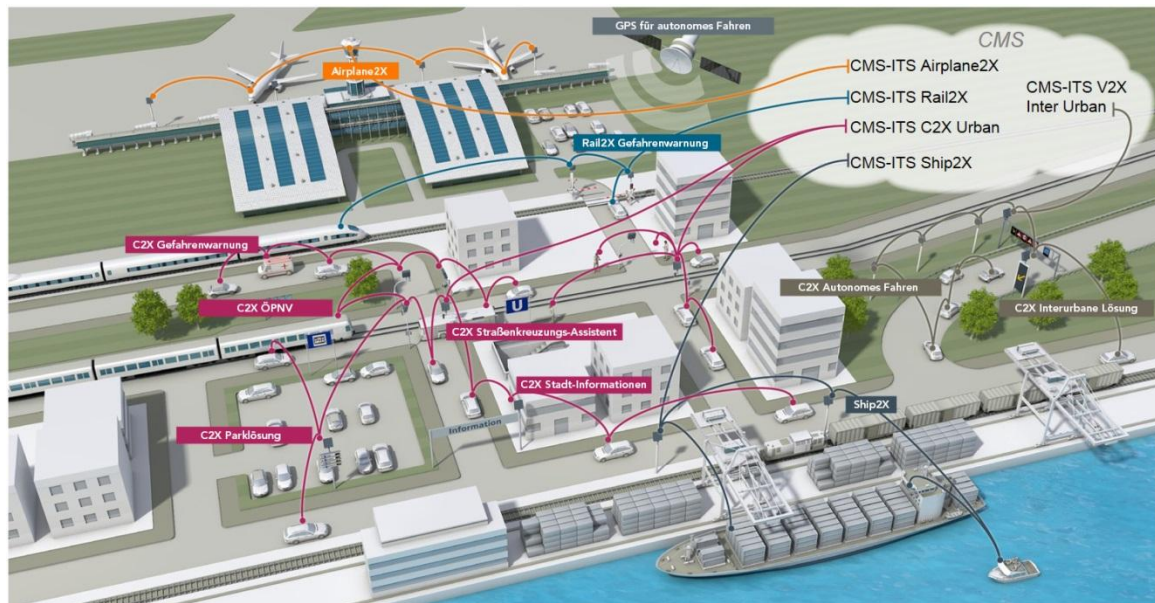 GPS für autonomes Fahren
CMS
Airplane2X
CMS-ITS Airplane2X
CMS-ITS V2X
Inter Urban
CMS-ITS Rail2X
CMS-ITS C2X Urban
Rail2X Gefahrenwarnung
CMS-ITS Ship2X
C2X Gefahrenwarnung
C2X Autonomes Fahren
C2X ÖPNV
U
C2X Interurbane Lösung
C2X Straßenkreuzungs-Assistent
C2X Stadt-Informationen
Ship2X
Information
C2X Parklösung